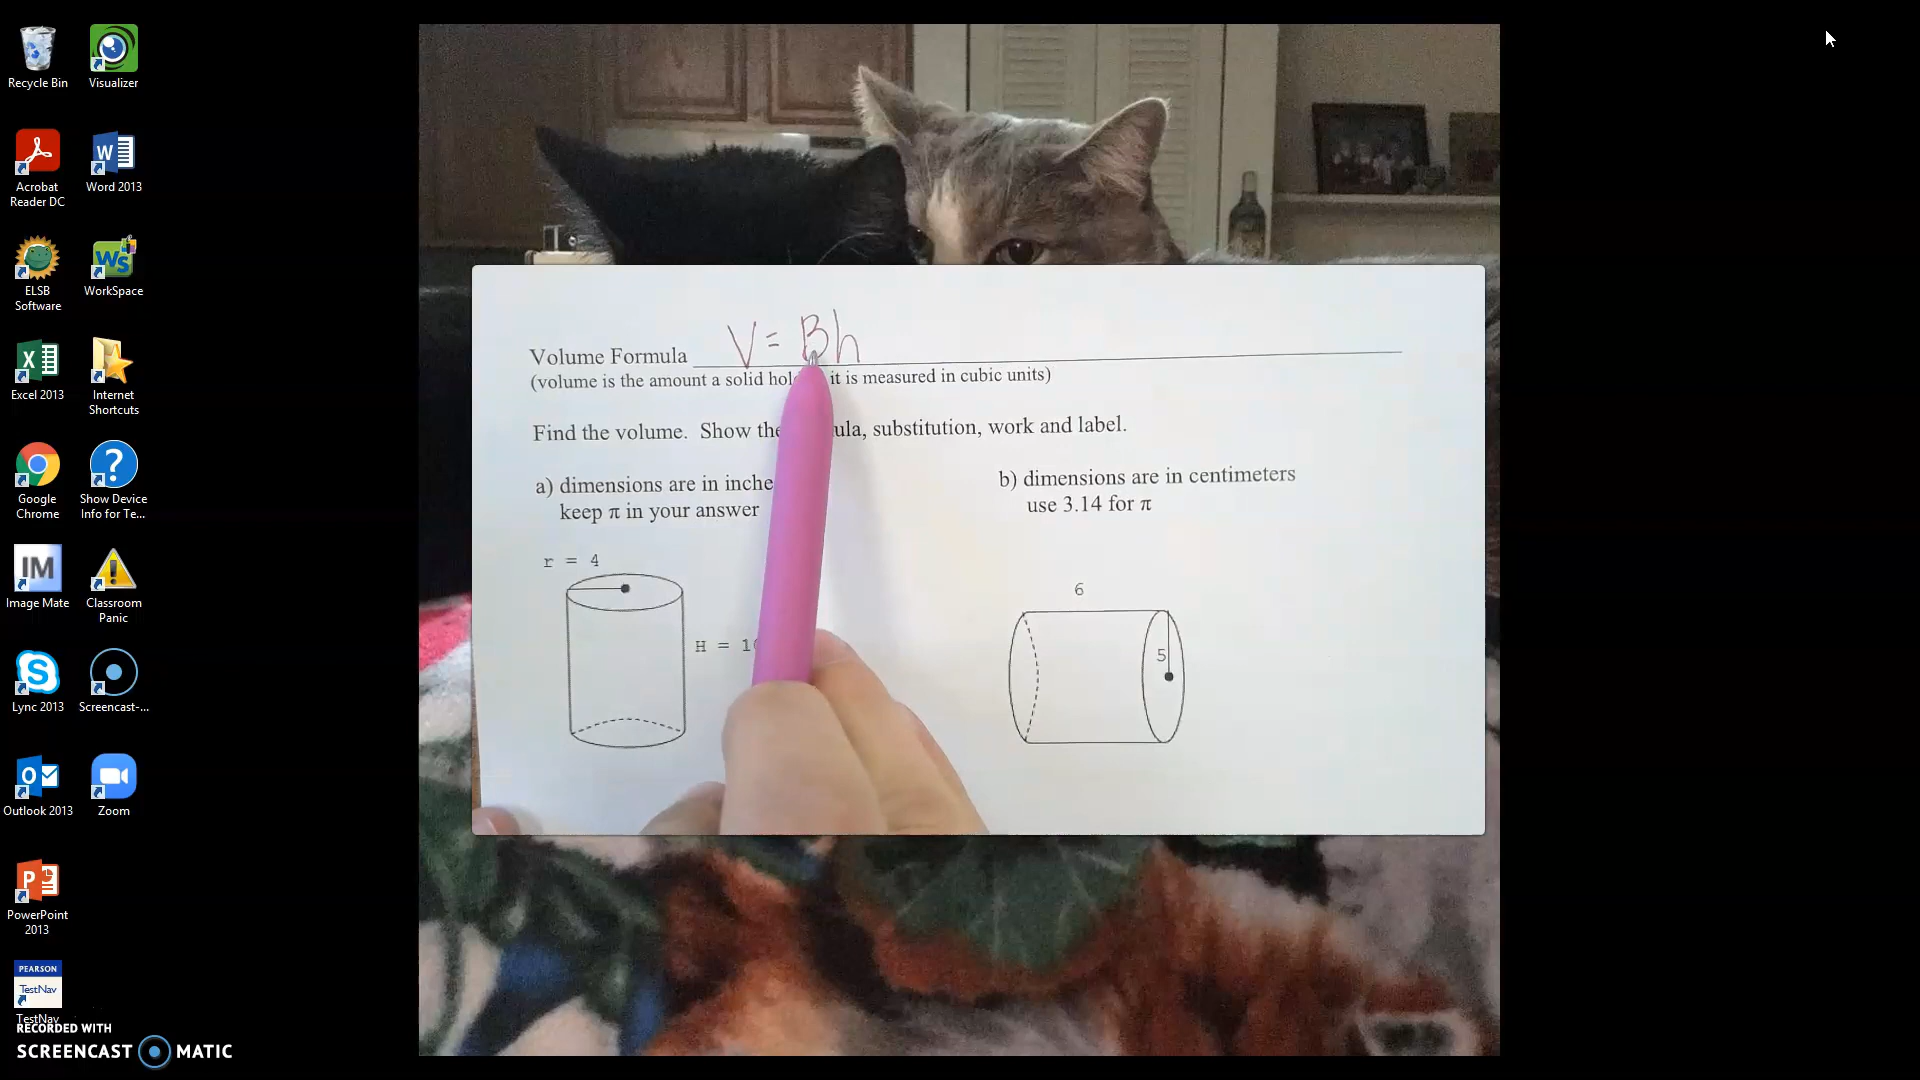 Recycle Bin
Visualizer
Acrobat
Reader DC
Word 2013
ELSB
Software
WorkSpace
Excel 2013
Internet
Shortcuts
Google
Chrome
Show Device
Info for Te...
Image Mate
Classroom
Panic
Lync 2013
Screencast-...
Outlook 2013
Zoom
PowerPoint
2013
PEARSON
TestNav
TestNav
RECORDED WITH
SCREENCAST MATIC
V = Bh
Volume Formula
(volume is the amount a solid it is measured in cubic units)
Find the volume. Show the substitution, work and label.
a) dimensions are in
keep π in your answer
r = 4
H =
b) dimensions are in centimeters
use 3.14 for π
6
5